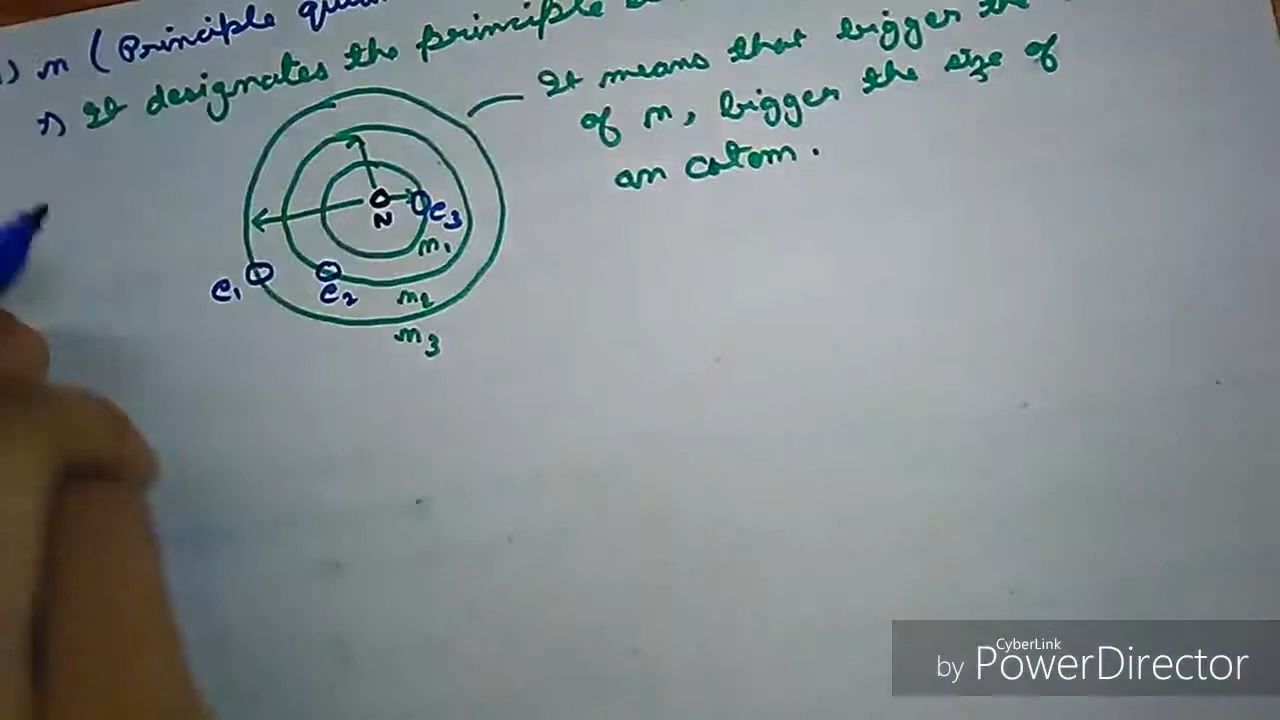 1) n (Principle
1) It designates the principle
It means that bigger the
of n, bigger the size of
an atom.
N
e3
n1
e1
e2
n2
n3
CyberLink
by PowerDirector